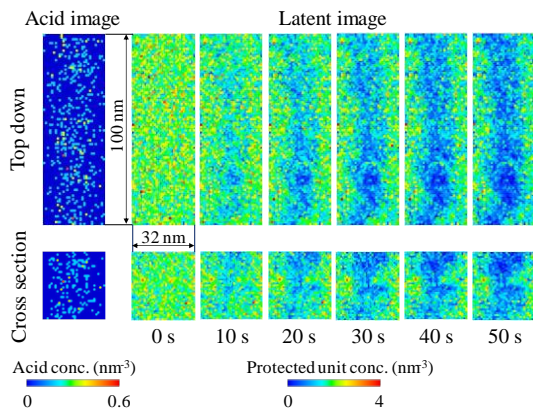 Acid image
Latent image
Top down
100 nm
32 nm
Cross section
0 s 10 s 20 s 30 s 40 s 50 s
Acid conc. (nm⁻³)
Protected unit conc. (nm⁻³)
0 0.6
0 4